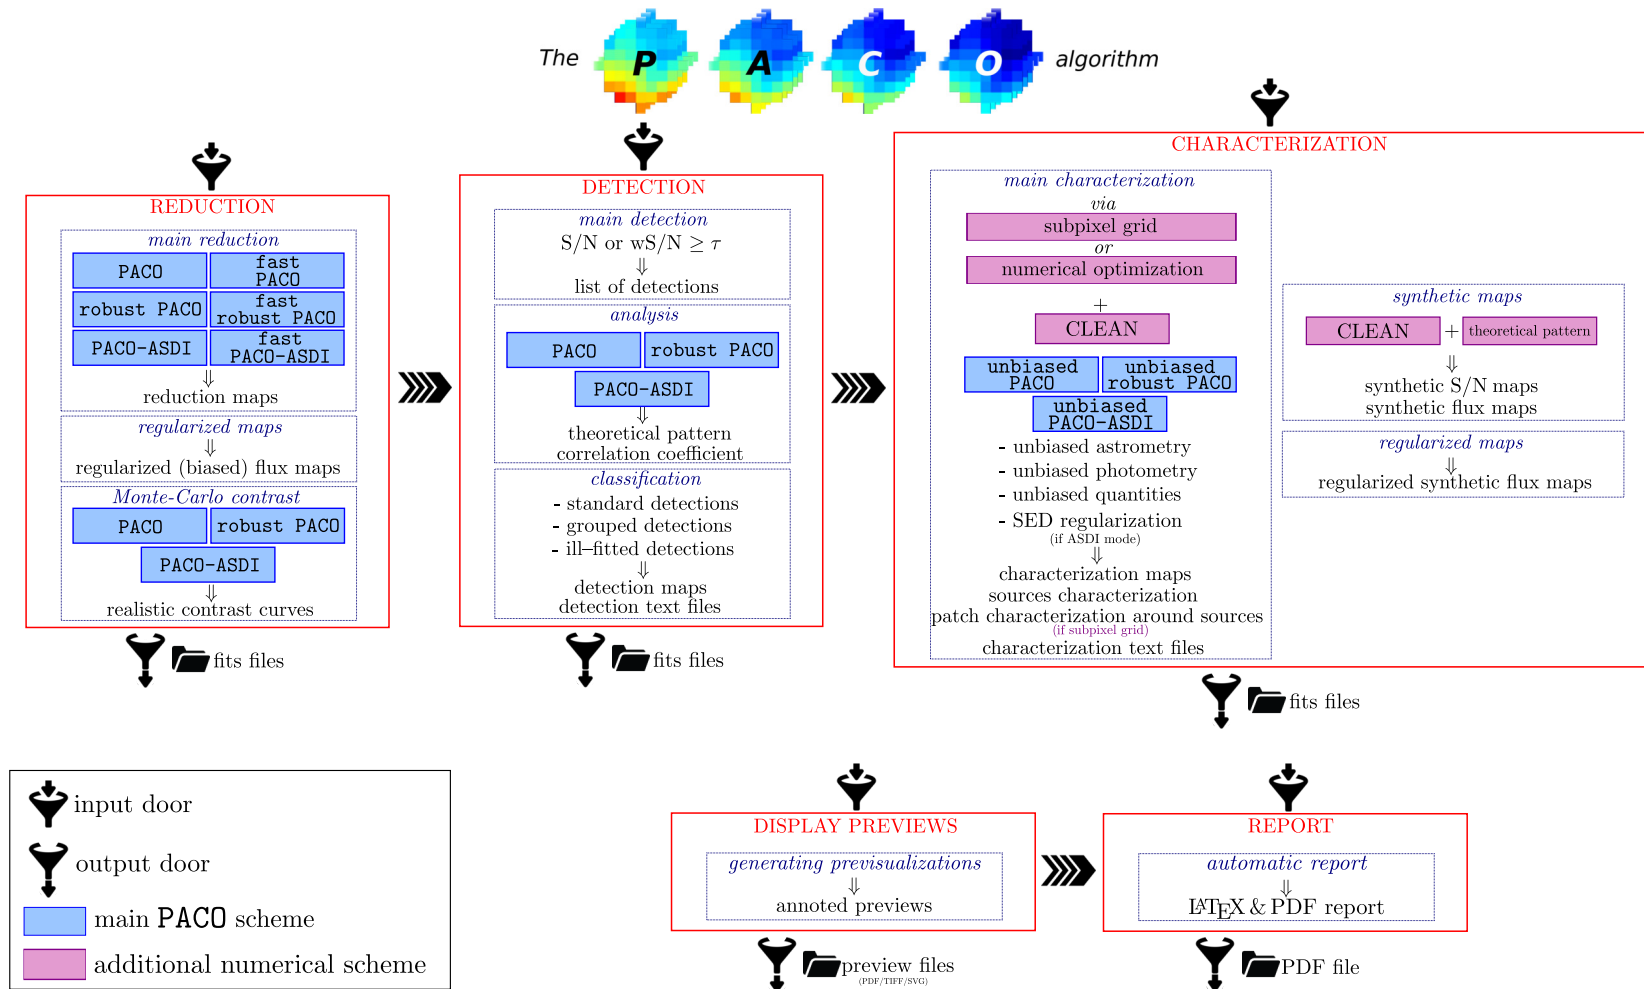 The P A C O algorithm
REDUCTION
main reduction
PACO
fast
PACO
robust PACO
fast
robust PACO
PACO-ASDI
fast
PACO-ASDI
⇓
reduction maps
regularized maps
⇓
regularized (biased) flux maps
Monte-Carlo contrast
PACO
robust PACO
PACO-ASDI
⇓
realistic contrast curves
fits files
DETECTION
main detection
S/N or wS/N ≥ τ
⇓
list of detections
analysis
PACO
robust PACO
PACO-ASDI
⇓
theoretical pattern
correlation coefficient
classification
- standard detections
- grouped detections
- ill–fitted detections
⇓
detection maps
detection text files
fits files
CHARACTERIZATION
main characterization
via
subpixel grid
or
numerical optimization
+
CLEAN
unbiased
PACO
unbiased
robust PACO
unbiased
PACO-ASDI
- unbiased astrometry
- unbiased photometry
- unbiased quantities
- SED regularization
(if ASDI mode)
⇓
characterization maps
sources characterization
patch characterization around sources
(if subpixel grid)
characterization text files
synthetic maps
CLEAN + theoretical pattern
⇓
synthetic S/N maps
synthetic flux maps
regularized maps
⇓
regularized synthetic flux maps
fits files
input door
output door
main PACO scheme
additional numerical scheme
DISPLAY PREVIEWS
generating previsualizations
⇓
annoted previews
preview files
(PDF/TIFF/SVG)
REPORT
automatic report
⇓
LATEX & PDF report
PDF file